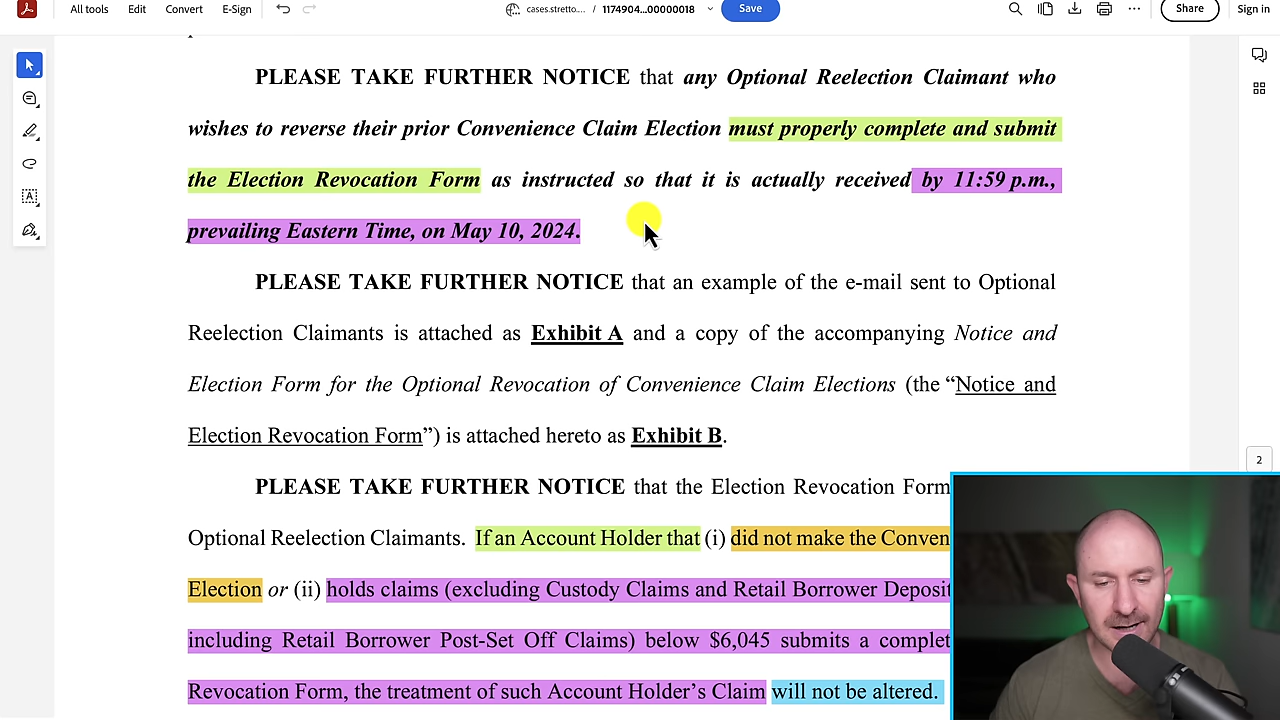 All tools Edit Convert E-Sign cases.stretto.... / 1174904...00000018 Save Share Sign in
PLEASE TAKE FURTHER NOTICE that any Optional Reelection Claimant who
wishes to reverse their prior Convenience Claim Election must properly complete and submit
the Election Revocation Form as instructed so that it is actually received by 11:59 p.m.,
prevailing Eastern Time, on May 10, 2024.
PLEASE TAKE FURTHER NOTICE that an example of the e-mail sent to Optional
Reelection Claimants is attached as Exhibit A and a copy of the accompanying Notice and
Election Form for the Optional Revocation of Convenience Claim Elections (the “Notice and
Election Revocation Form”) is attached hereto as Exhibit B.
2
PLEASE TAKE FURTHER NOTICE that the Election Revocation Form
Optional Reelection Claimants. If an Account Holder that (i) did not make the Conven
Election or (ii) holds claims (excluding Custody Claims and Retail Borrower Deposit
including Retail Borrower Post-Set Off Claims) below $6,045 submits a complet
Revocation Form, the treatment of such Account Holder’s Claim will not be altered.